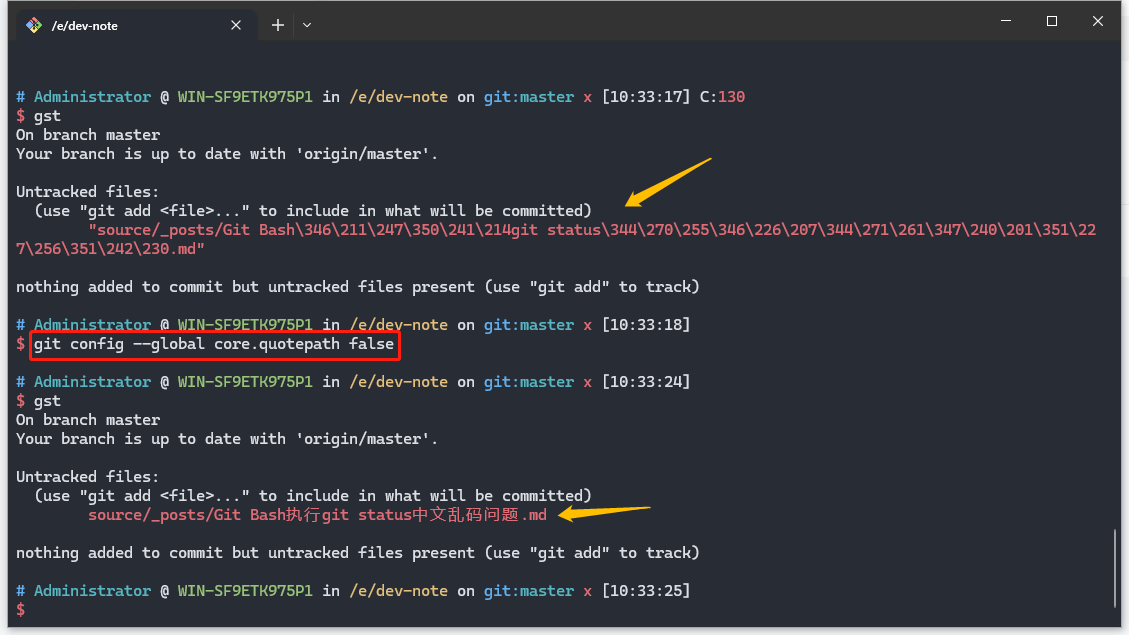 /e/dev-note
# Administrator @ WIN-SF9ETK975P1 in /e/dev-note on git:master x [10:33:17] C:130
$ gst
On branch master
Your branch is up to date with 'origin/master'.
Untracked files:
(use "git add <file>..." to include in what will be committed)
"source/_posts/Git Bash\346\211\247\350\241\214git status\344\270\255\346\226\207\344\271\261\347\240\201\351\22
7\256\351\242\230.md"
nothing added to commit but untracked files present (use "git add" to track)
# Administrator @ WIN-SF9ETK975P1 in /e/dev-note on git:master x [10:33:18]
$ git config --global core.quotepath false
# Administrator @ WIN-SF9ETK975P1 in /e/dev-note on git:master x [10:33:24]
$ gst
On branch master
Your branch is up to date with 'origin/master'.
Untracked files:
(use "git add <file>..." to include in what will be committed)
source/_posts/Git Bash执行git status中文乱码问题.md
nothing added to commit but untracked files present (use "git add" to track)
# Administrator @ WIN-SF9ETK975P1 in /e/dev-note on git:master x [10:33:25]
$